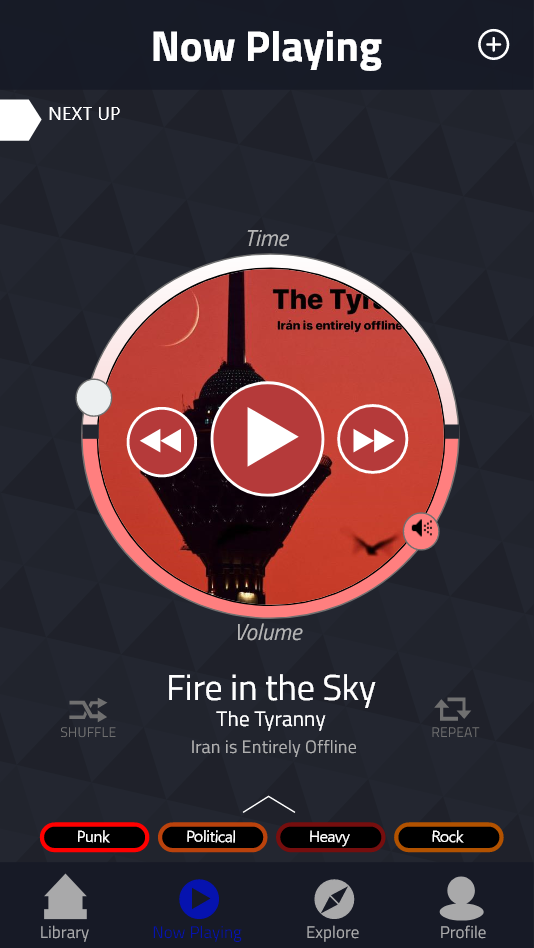 Now Playing
NEXT UP
Time
The Tyr
Irán is entirely offline
Volume
Fire in the Sky
The Tyranny
Iran is Entirely Offline
SHUFFLE
REPEAT
Punk
Political
Heavy
Rock
Library
Now Playing
Explore
Profile